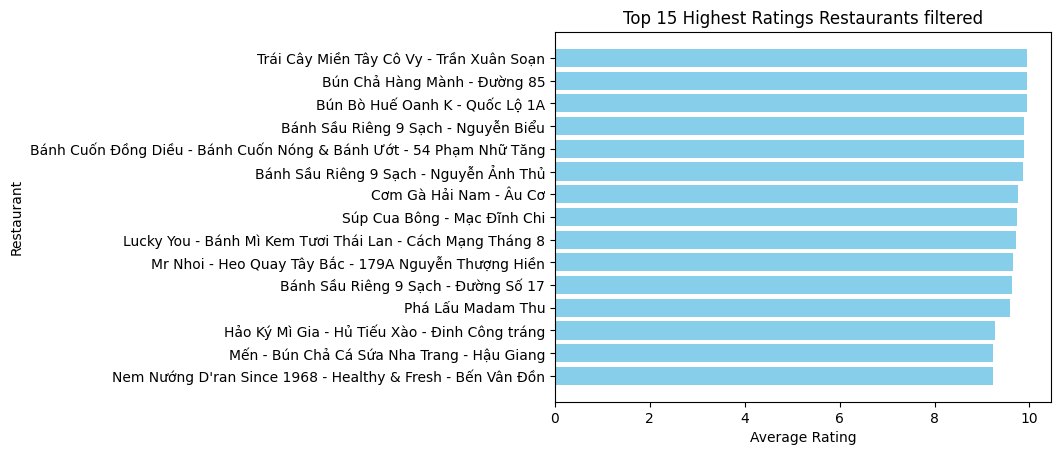 Top 15 Highest Ratings Restaurants filtered
Restaurant
Trái Cây Miền Tây Cô Vy - Trần Xuân Soạn
Bún Chả Hàng Mành - Đường 85
Bún Bò Huế Oanh K - Quốc Lộ 1A
Bánh Sầu Riêng 9 Sạch - Nguyễn Biểu
Bánh Cuốn Đồng Diều - Bánh Cuốn Nóng & Bánh Ướt - 54 Phạm Nhữ Tăng
Bánh Sầu Riêng 9 Sạch - Nguyễn Ảnh Thủ
Cơm Gà Hải Nam - Âu Cơ
Súp Cua Bông - Mạc Đĩnh Chi
Lucky You - Bánh Mì Kem Tươi Thái Lan - Cách Mạng Tháng 8
Mr Nhoi - Heo Quay Tây Bắc - 179A Nguyễn Thượng Hiền
Bánh Sầu Riêng 9 Sạch - Đường Số 17
Phá Lấu Madam Thu
Hảo Ký Mì Gia - Hủ Tiếu Xào - Đinh Công tráng
Mến - Bún Chả Cá Sứa Nha Trang - Hậu Giang
Nem Nướng D'ran Since 1968 - Healthy & Fresh - Bến Vân Đồn
0 2 4 6 8 10
Average Rating